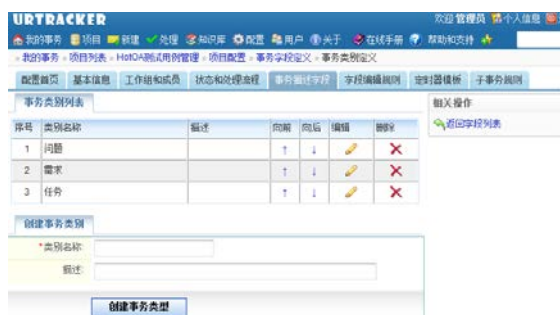 URTRACKER
欢迎 管理员 个人信息
我的事务 项目 新建 处理 知识库 配置 用户 关于 在线手册 帮助和支持
» 我的事务 » 项目列表 » HotOA测试用例管理 » 项目配置 » 事务字段定义 » 事务类别定义
配置首页 基本信息 工作组和成员 状态和处理流程 事务描述字段 字段编辑规则 定时器模板 子事务规则
事务类别列表
相关操作
序号 类别名称 描述 向前 向后 编辑 删除
返回字段列表
1 问题 ↑ ↓
2 需求 ↑ ↓
3 任务 ↑ ↓
创建事务类别
*类别名称:
描述:
创建事务类型